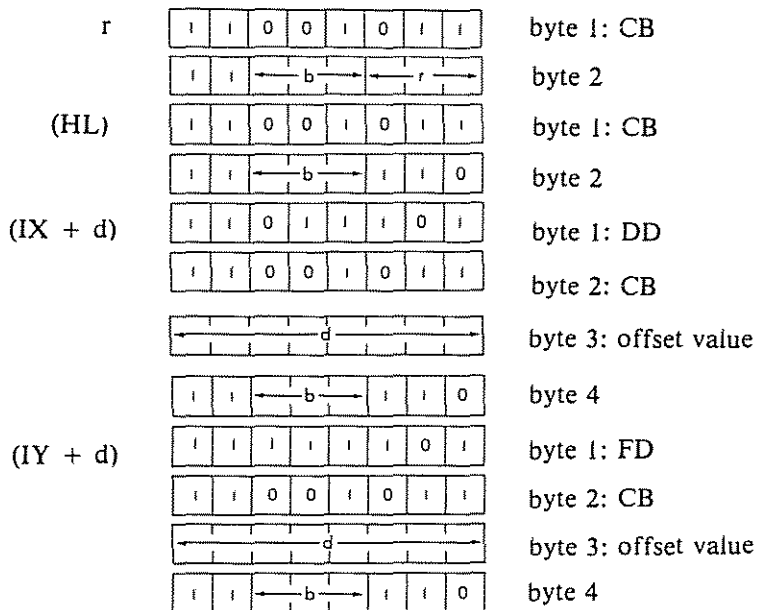 r 1 1 0 0 1 0 1 1 byte 1: CB
1 1 b r byte 2
(HL) 1 1 0 0 1 0 1 1 byte 1: CB
1 1 b 1 1 0 byte 2
(IX + d) 1 1 0 1 1 1 0 1 byte 1: DD
1 1 0 0 1 0 1 1 byte 2: CB
d byte 3: offset value
1 1 b 1 1 0 byte 4
(IY + d) 1 1 1 1 1 1 0 1 byte 1: FD
1 1 0 0 1 0 1 1 byte 2: CB
d byte 3: offset value
1 1 b 1 1 0 byte 4